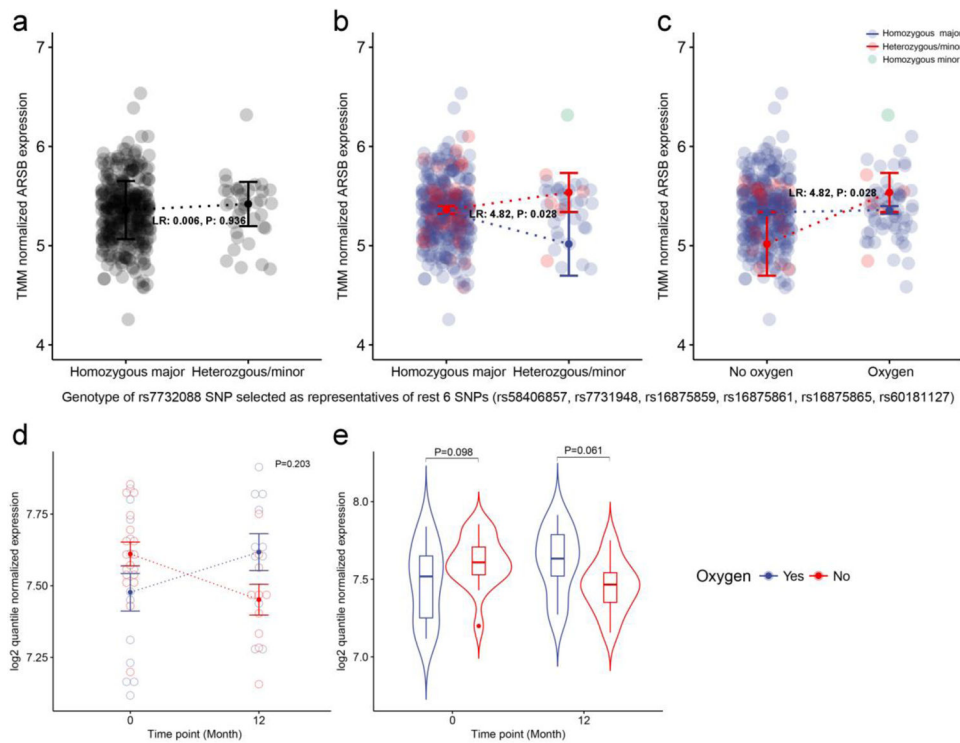 a
b
c
Homozygous major
Heterozygous/minor
Homozygous minor
7
6
5
4
TMM normalized ARSB expression
LR: 0.006, P: 0.936
Homozygous major
Heterozgous/minor
7
6
5
4
TMM normalized ARSB expression
LR: 4.82, P: 0.028
Homozygous major
Heterozygous/minor
7
6
5
4
TMM normalized ARSB expression
LR: 4.82, P: 0.028
No oxygen
Oxygen
Genotype of rs7732088 SNP selected as representatives of rest 6 SNPs (rs58406857, rs7731948, rs16875859, rs16875861, rs16875865, rs60181127)
d
P=0.203
7.75
7.50
7.25
log2 quantile normalized expression
0
12
Time point (Month)
e
P=0.098
P=0.061
8.0
7.5
7.0
log2 quantile normalized expression
0
12
Time point (Month)
Oxygen Yes No